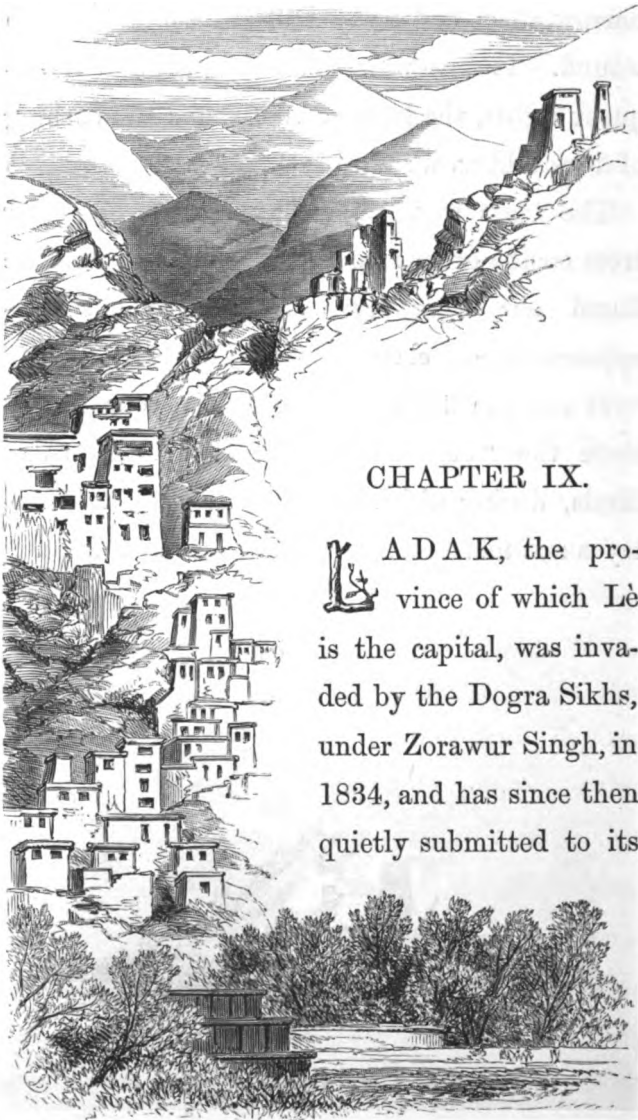 CHAPTER IX.
LADAK, the pro-
vince of which Lè
is the capital, was inva-
ded by the Dogra Sikhs,
under Zorawur Singh, in
1834, and has since then
quietly submitted to its